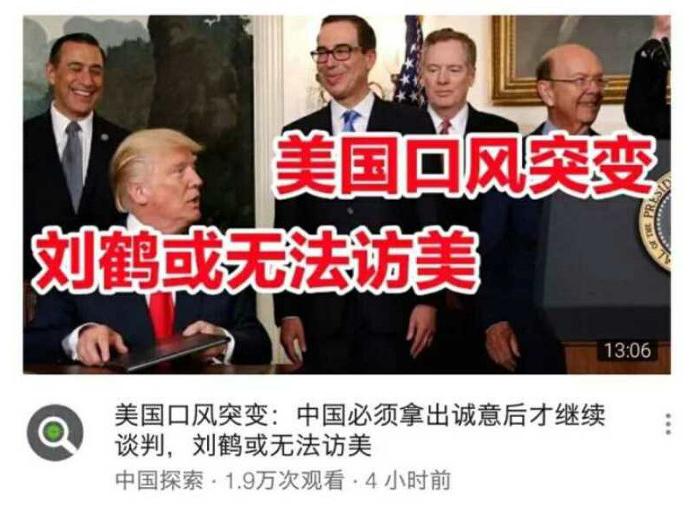 美国口风突变
刘鹤或无法访美
13:06
美国口风突变：中国必须拿出诚意后才继续
谈判，刘鹤或无法访美
中国探索 · 1.9万次观看 · 4 小时前